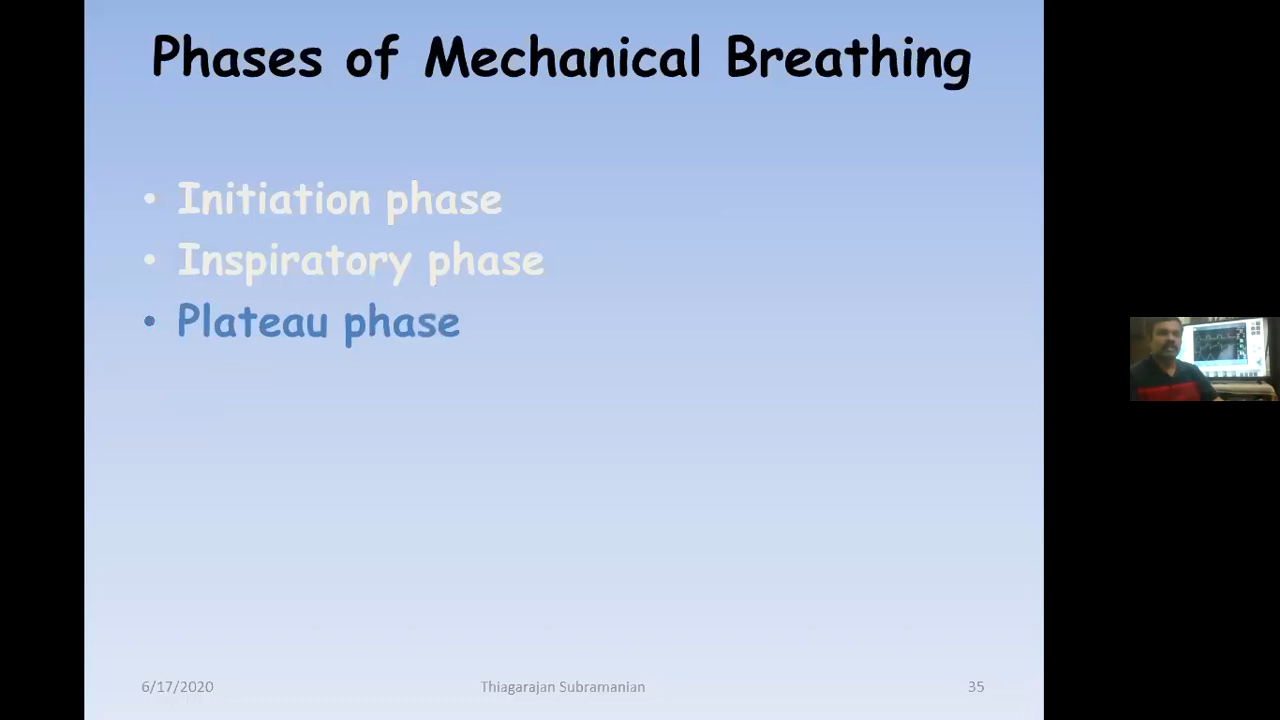 Phases of Mechanical Breathing
• Initiation phase
• Inspiratory phase
• Plateau phase
6/17/2020
Thiagarajan Subramanian
35